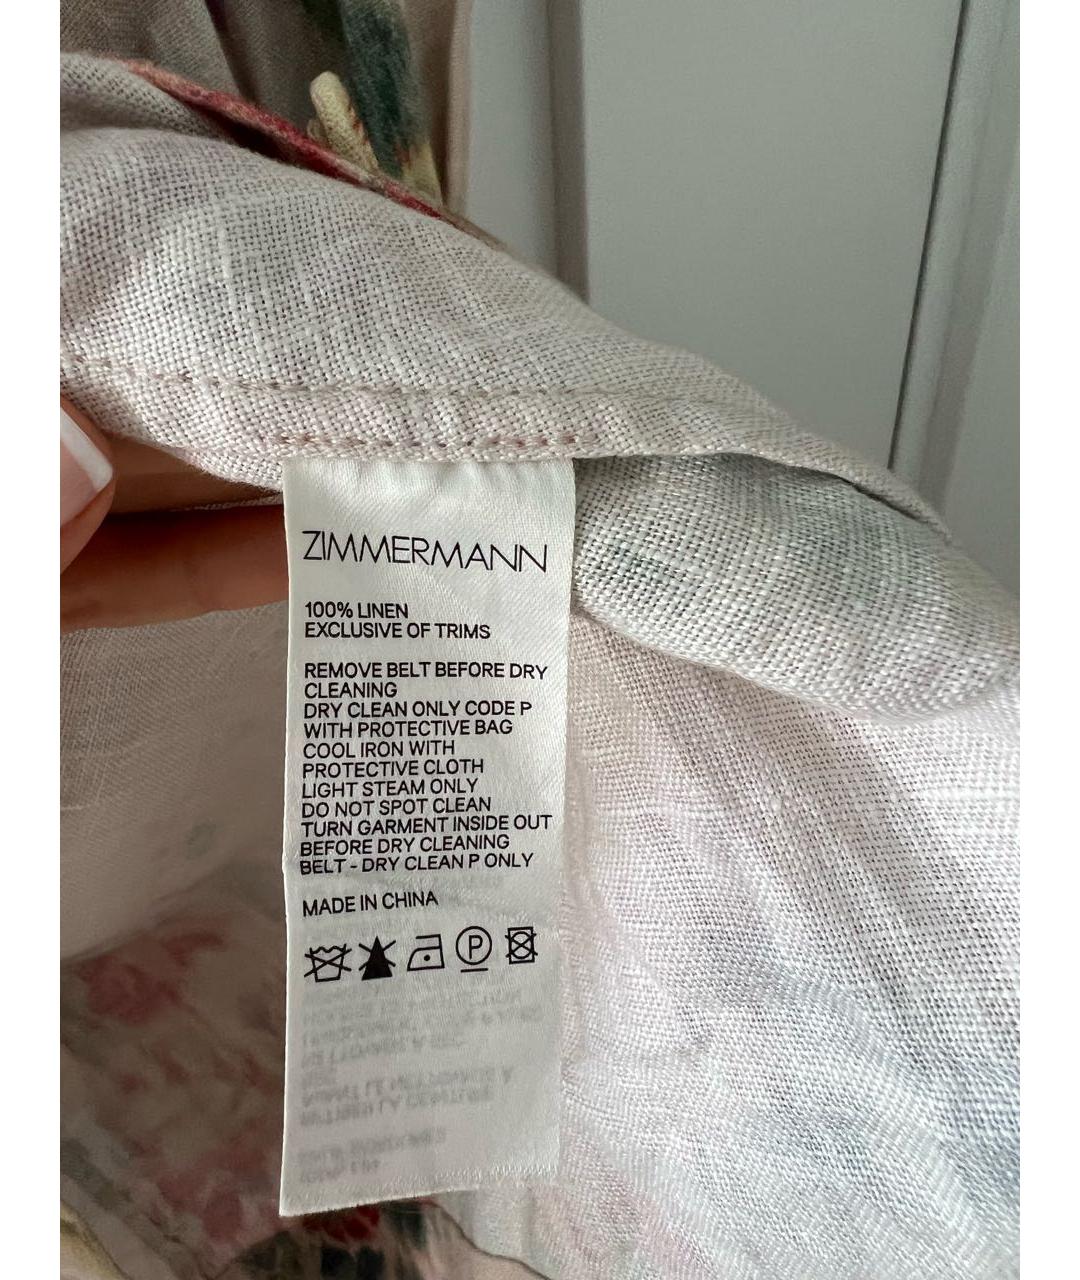 ZIMMERMANN
100% LINEN
EXCLUSIVE OF TRIMS
REMOVE BELT BEFORE DRY
CLEANING
DRY CLEAN ONLY CODE P
WITH PROTECTIVE BAG
COOL IRON WITH
PROTECTIVE CLOTH
LIGHT STEAM ONLY
DO NOT SPOT CLEAN
TURN GARMENT INSIDE OUT
BEFORE DRY CLEANING
BELT - DRY CLEAN P ONLY
MADE IN CHINA
P